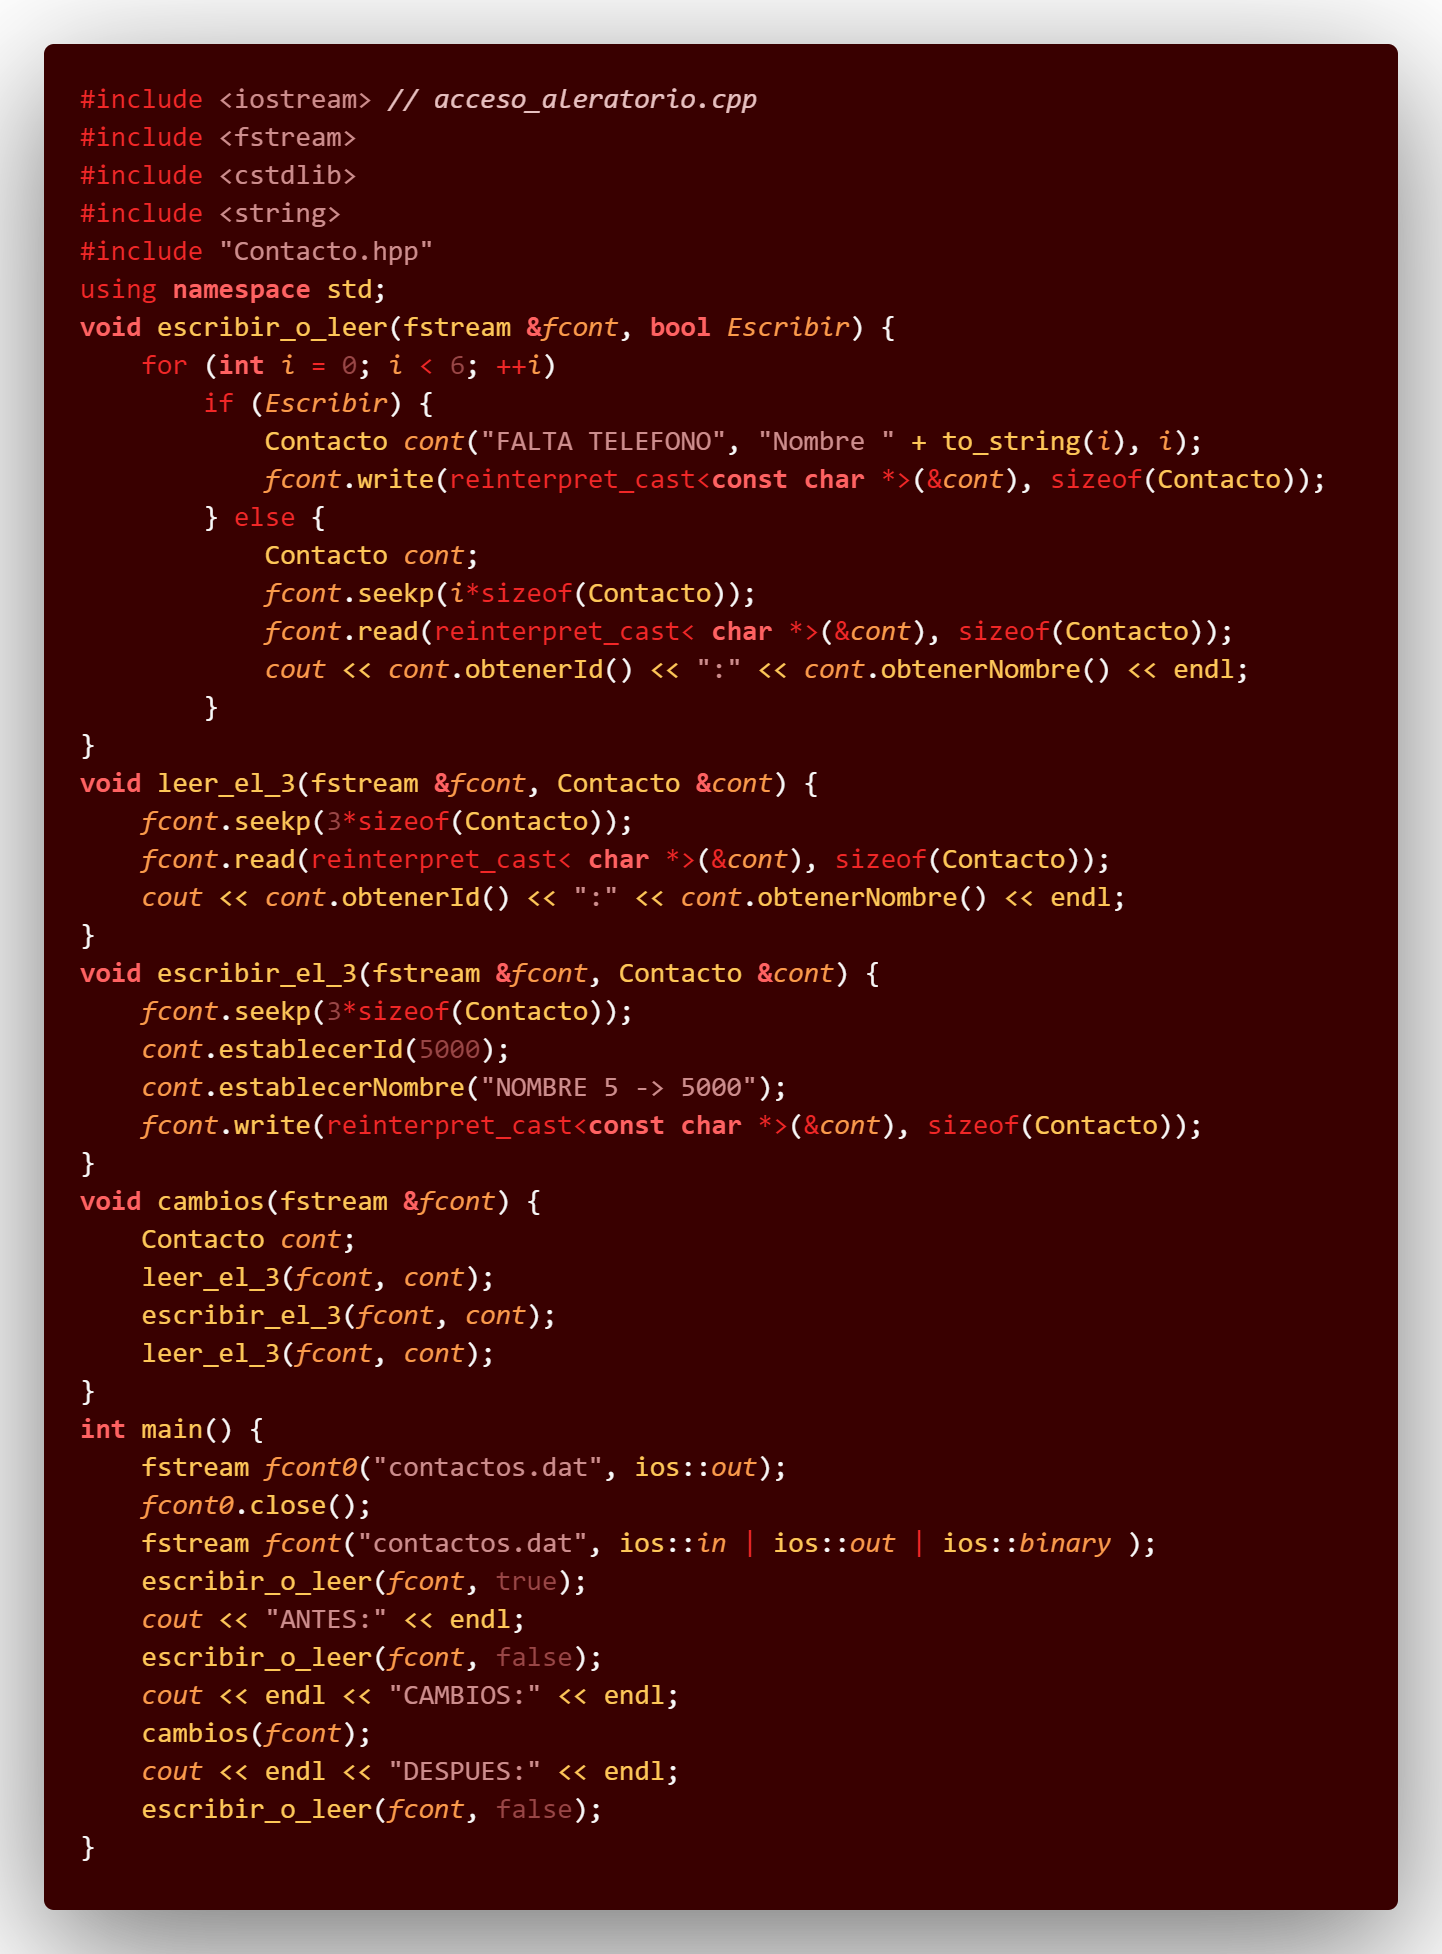 #include <iostream> // acceso_aleratorio.cpp
#include <fstream>
#include <cstdlib>
#include <string>
#include "Contacto.hpp"
using namespace std;
void escribir_o_leer(fstream &fcont, bool Escribir) {
    for (int i = 0; i < 6; ++i)
        if (Escribir) {
            Contacto cont("FALTA TELEFONO", "Nombre " + to_string(i), i);
            fcont.write(reinterpret_cast<const char *>(&cont), sizeof(Contacto));
        } else {
            Contacto cont;
            fcont.seekp(i*sizeof(Contacto));
            fcont.read(reinterpret_cast< char *>(&cont), sizeof(Contacto));
            cout << cont.obtenerId() << ":" << cont.obtenerNombre() << endl;
        }
}
void leer_el_3(fstream &fcont, Contacto &cont) {
    fcont.seekp(3*sizeof(Contacto));
    fcont.read(reinterpret_cast< char *>(&cont), sizeof(Contacto));
    cout << cont.obtenerId() << ":" << cont.obtenerNombre() << endl;
}
void escribir_el_3(fstream &fcont, Contacto &cont) {
    fcont.seekp(3*sizeof(Contacto));
    cont.establecerId(5000);
    cont.establecerNombre("NOMBRE 5 -> 5000");
    fcont.write(reinterpret_cast<const char *>(&cont), sizeof(Contacto));
}
void cambios(fstream &fcont) {
    Contacto cont;
    leer_el_3(fcont, cont);
    escribir_el_3(fcont, cont);
    leer_el_3(fcont, cont);
}
int main() {
    fstream fcont0("contactos.dat", ios::out);
    fcont0.close();
    fstream fcont("contactos.dat", ios::in | ios::out | ios::binary );
    escribir_o_leer(fcont, true);
    cout << "ANTES:" << endl;
    escribir_o_leer(fcont, false);
    cout << endl << "CAMBIOS:" << endl;
    cambios(fcont);
    cout << endl << "DESPUES:" << endl;
    escribir_o_leer(fcont, false);
}